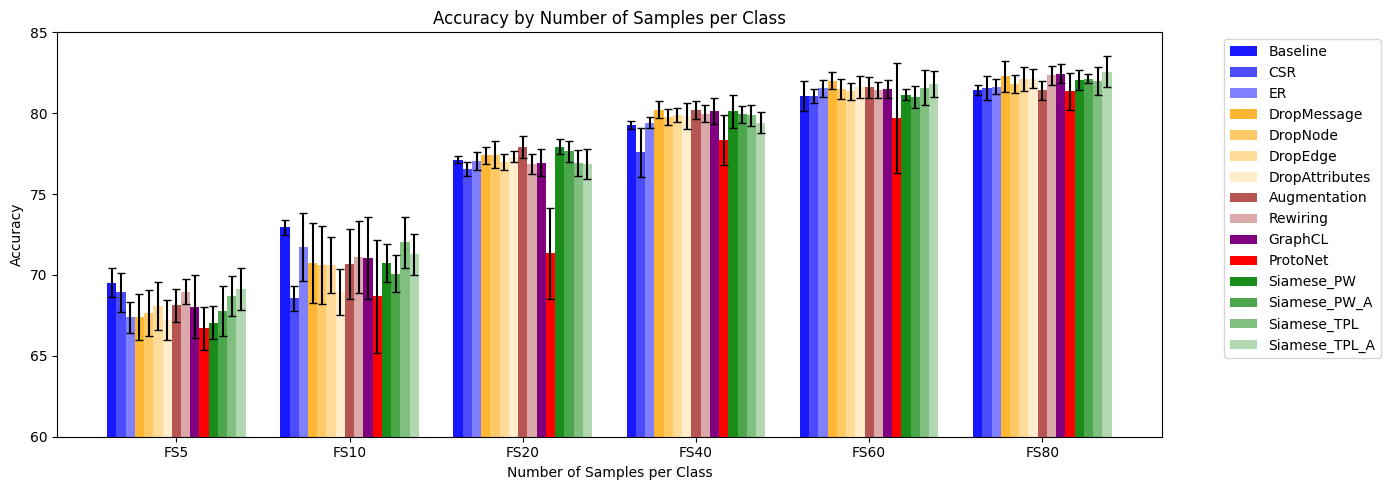 Accuracy by Number of Samples per Class
Accuracy
85
80
75
70
65
60
FS5
FS10
FS20
FS40
FS60
FS80
Number of Samples per Class
Baseline
CSR
ER
DropMessage
DropNode
DropEdge
DropAttributes
Augmentation
Rewiring
GraphCL
ProtoNet
Siamese_PW
Siamese_PW_A
Siamese_TPL
Siamese_TPL_A